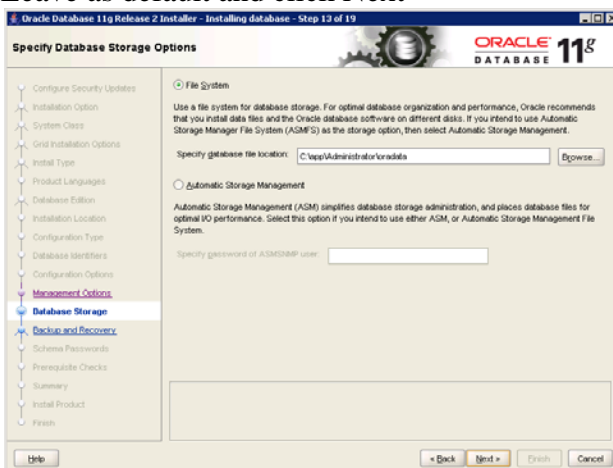 Leave as default and click Next
Oracle Database 11g Release 2 Installer - Installing database - Step 13 of 19
Specify Database Storage Options
ORACLE
DATABASE 11g
Configure Security Updates
Installation Option
System Class
Grid Installation Options
Install Type
Product Languages
Database Edition
Installation Location
Configuration Type
Database Identifiers
Configuration Options
Management Options
Database Storage
Backup and Recovery
Schema Passwords
Prerequisite Checks
Summary
Install Product
Finish
File System
Use a file system for database storage. For optimal database organization and performance, Oracle recommends
that you install data files and the Oracle database software on different disks. If you intend to use Automatic
Storage Manager File System (ASMFS) as the storage option, then select Automatic Storage Management.
Specify database file location: C:\app\Administrator\oradata Browse...
Automatic Storage Management
Automatic Storage Management (ASM) simplifies database storage administration, and places database files for
optimal I/O performance. Select this option if you intend to use either ASM, or Automatic Storage Management File
System.
Specify password of ASMSNMP user:
Help < Back Next > Finish Cancel